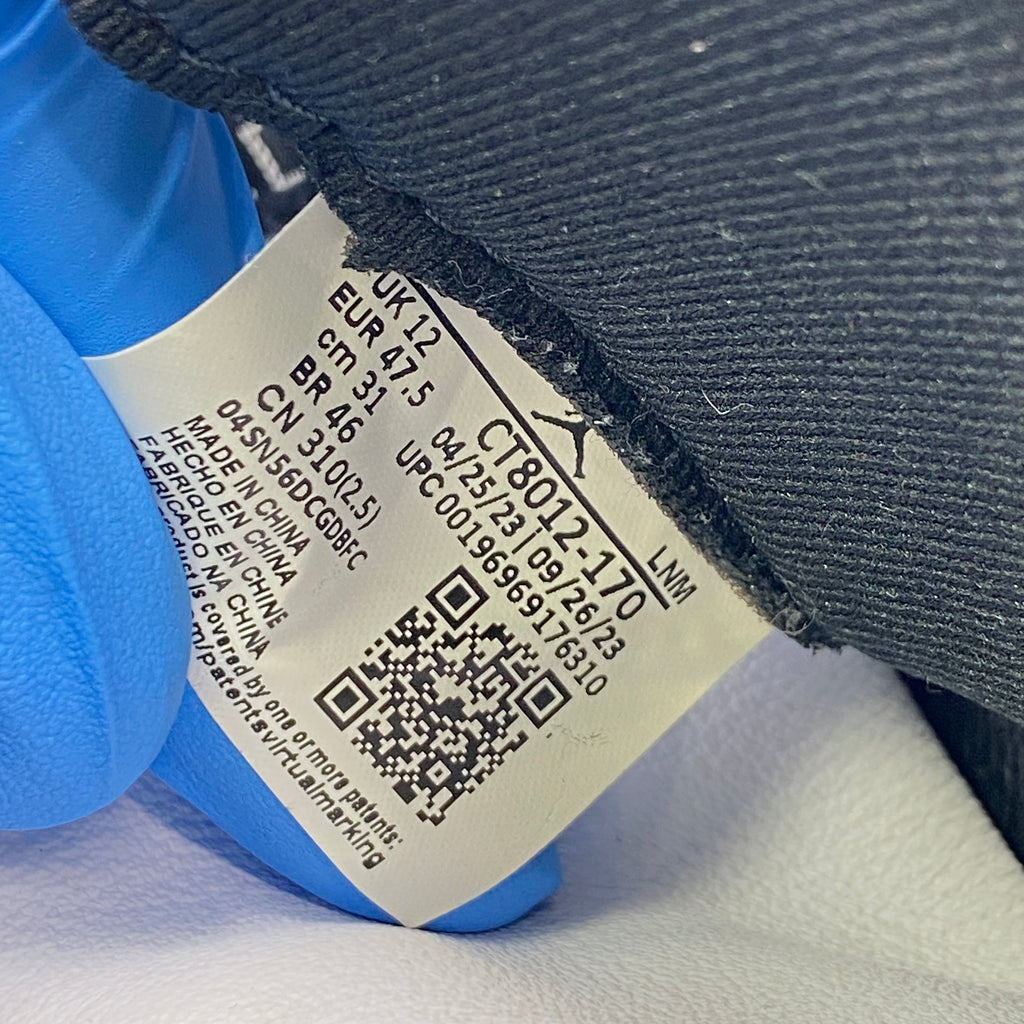 LNM
CT8012-170
04/25/23 | 09/26/23
UPC 00196969176310
UK 12
EUR 47.5
cm 31
BR 46
CN 310(2.5)
04SN56DCGDBFC
MADE IN CHINA
HECHO EN CHINA
FABRIQUE EN CHINE
FABRICADO NA CHINA
is covered by one or more patents:
/patentsvirtualmarking